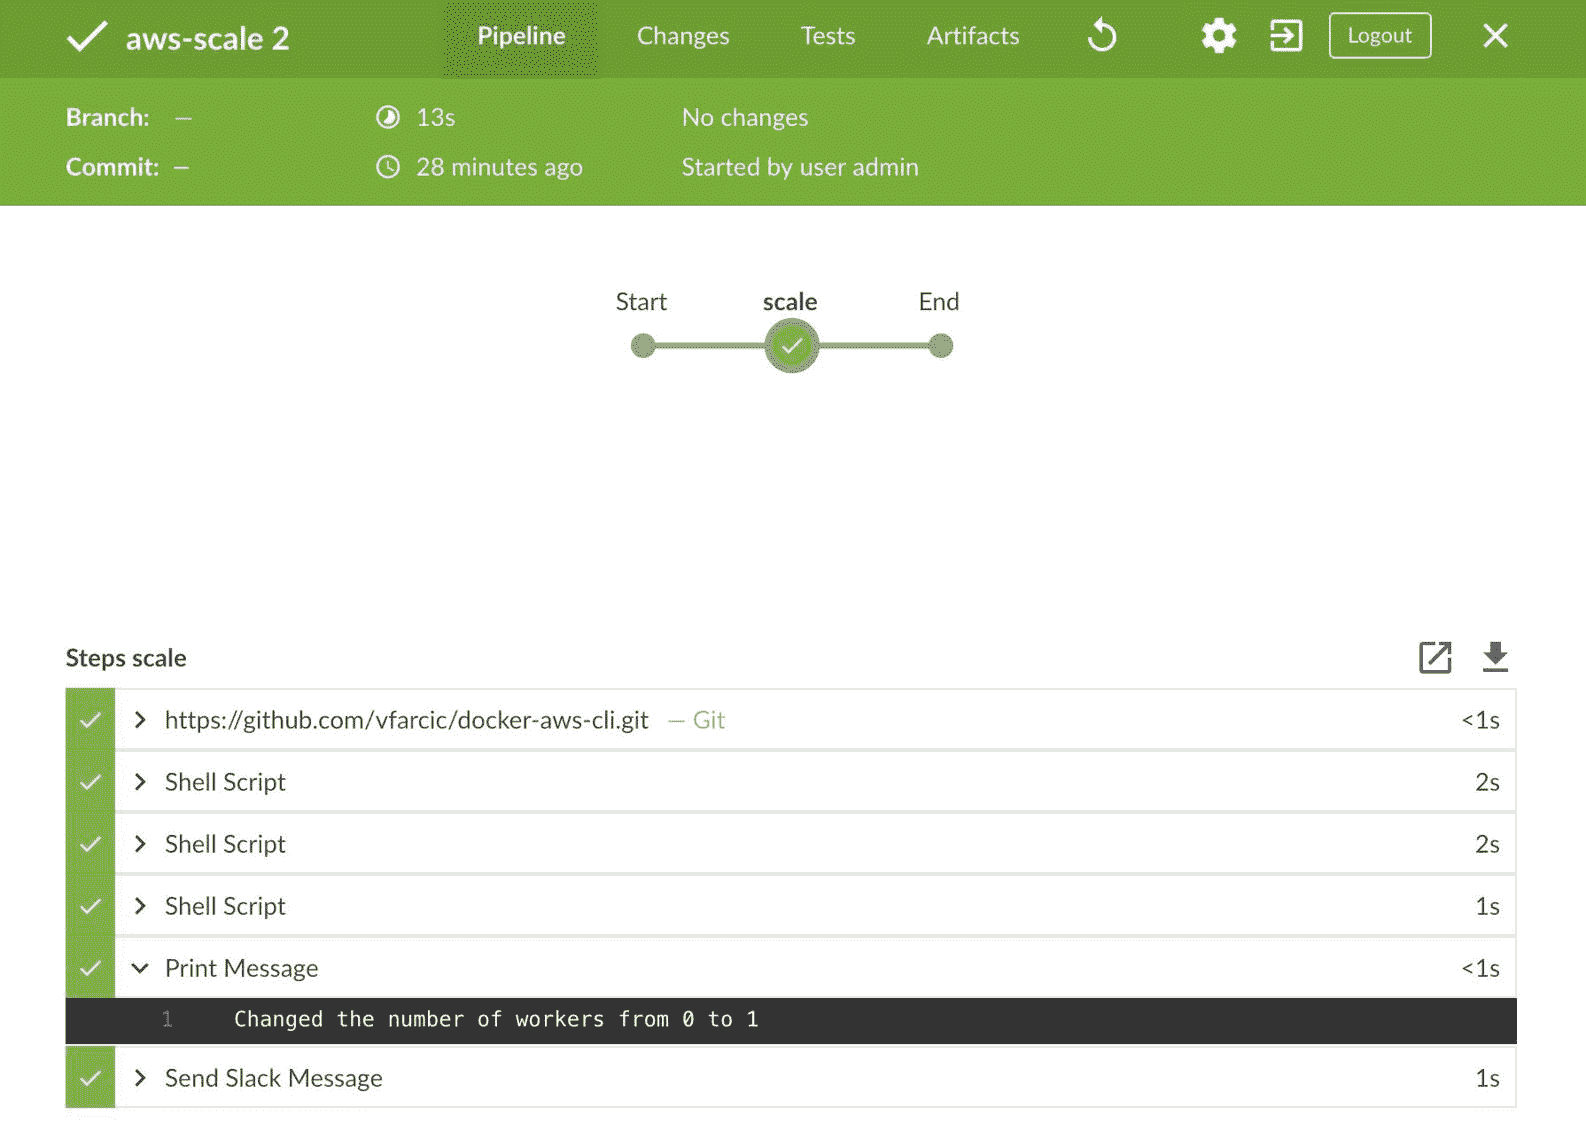 aws-scale 2 Pipeline Changes Tests Artifacts Logout
Branch: — 13s No changes
Commit: — 28 minutes ago Started by user admin
Start scale End
Steps scale
https://github.com/vfarcic/docker-aws-cli.git — Git <1s
Shell Script 2s
Shell Script 2s
Shell Script 1s
Print Message <1s
1 Changed the number of workers from 0 to 1
Send Slack Message 1s